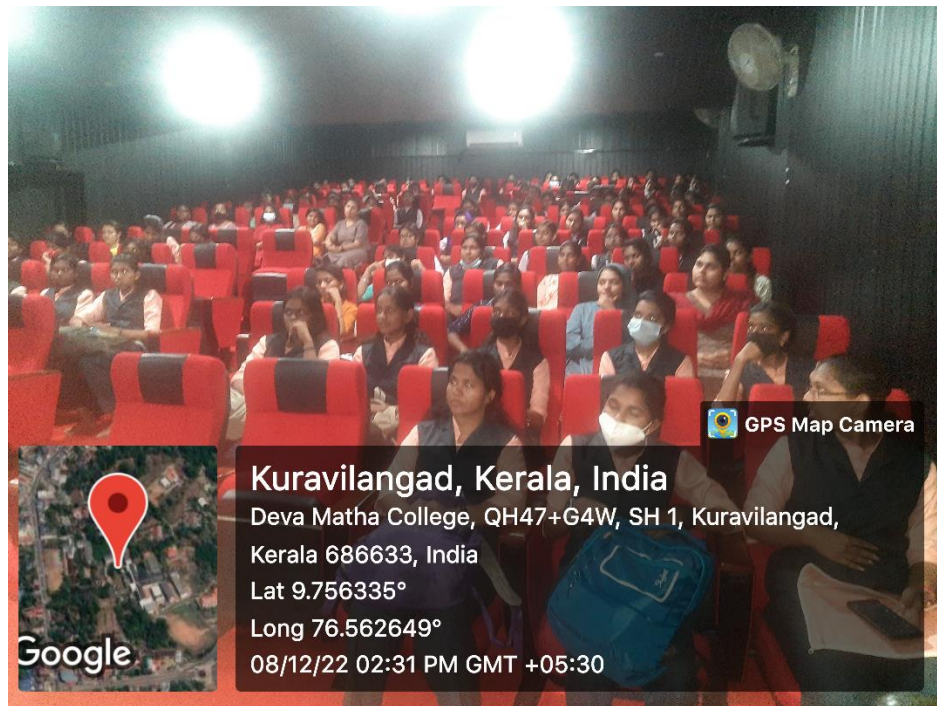 GPS Map Camera
Kuravilangad, Kerala, India
Deva Matha College, QH47+G4W, SH 1, Kuravilangad,
Kerala 686633, India
Lat 9.756335°
Long 76.562649°
08/12/22 02:31 PM GMT +05:30
Google